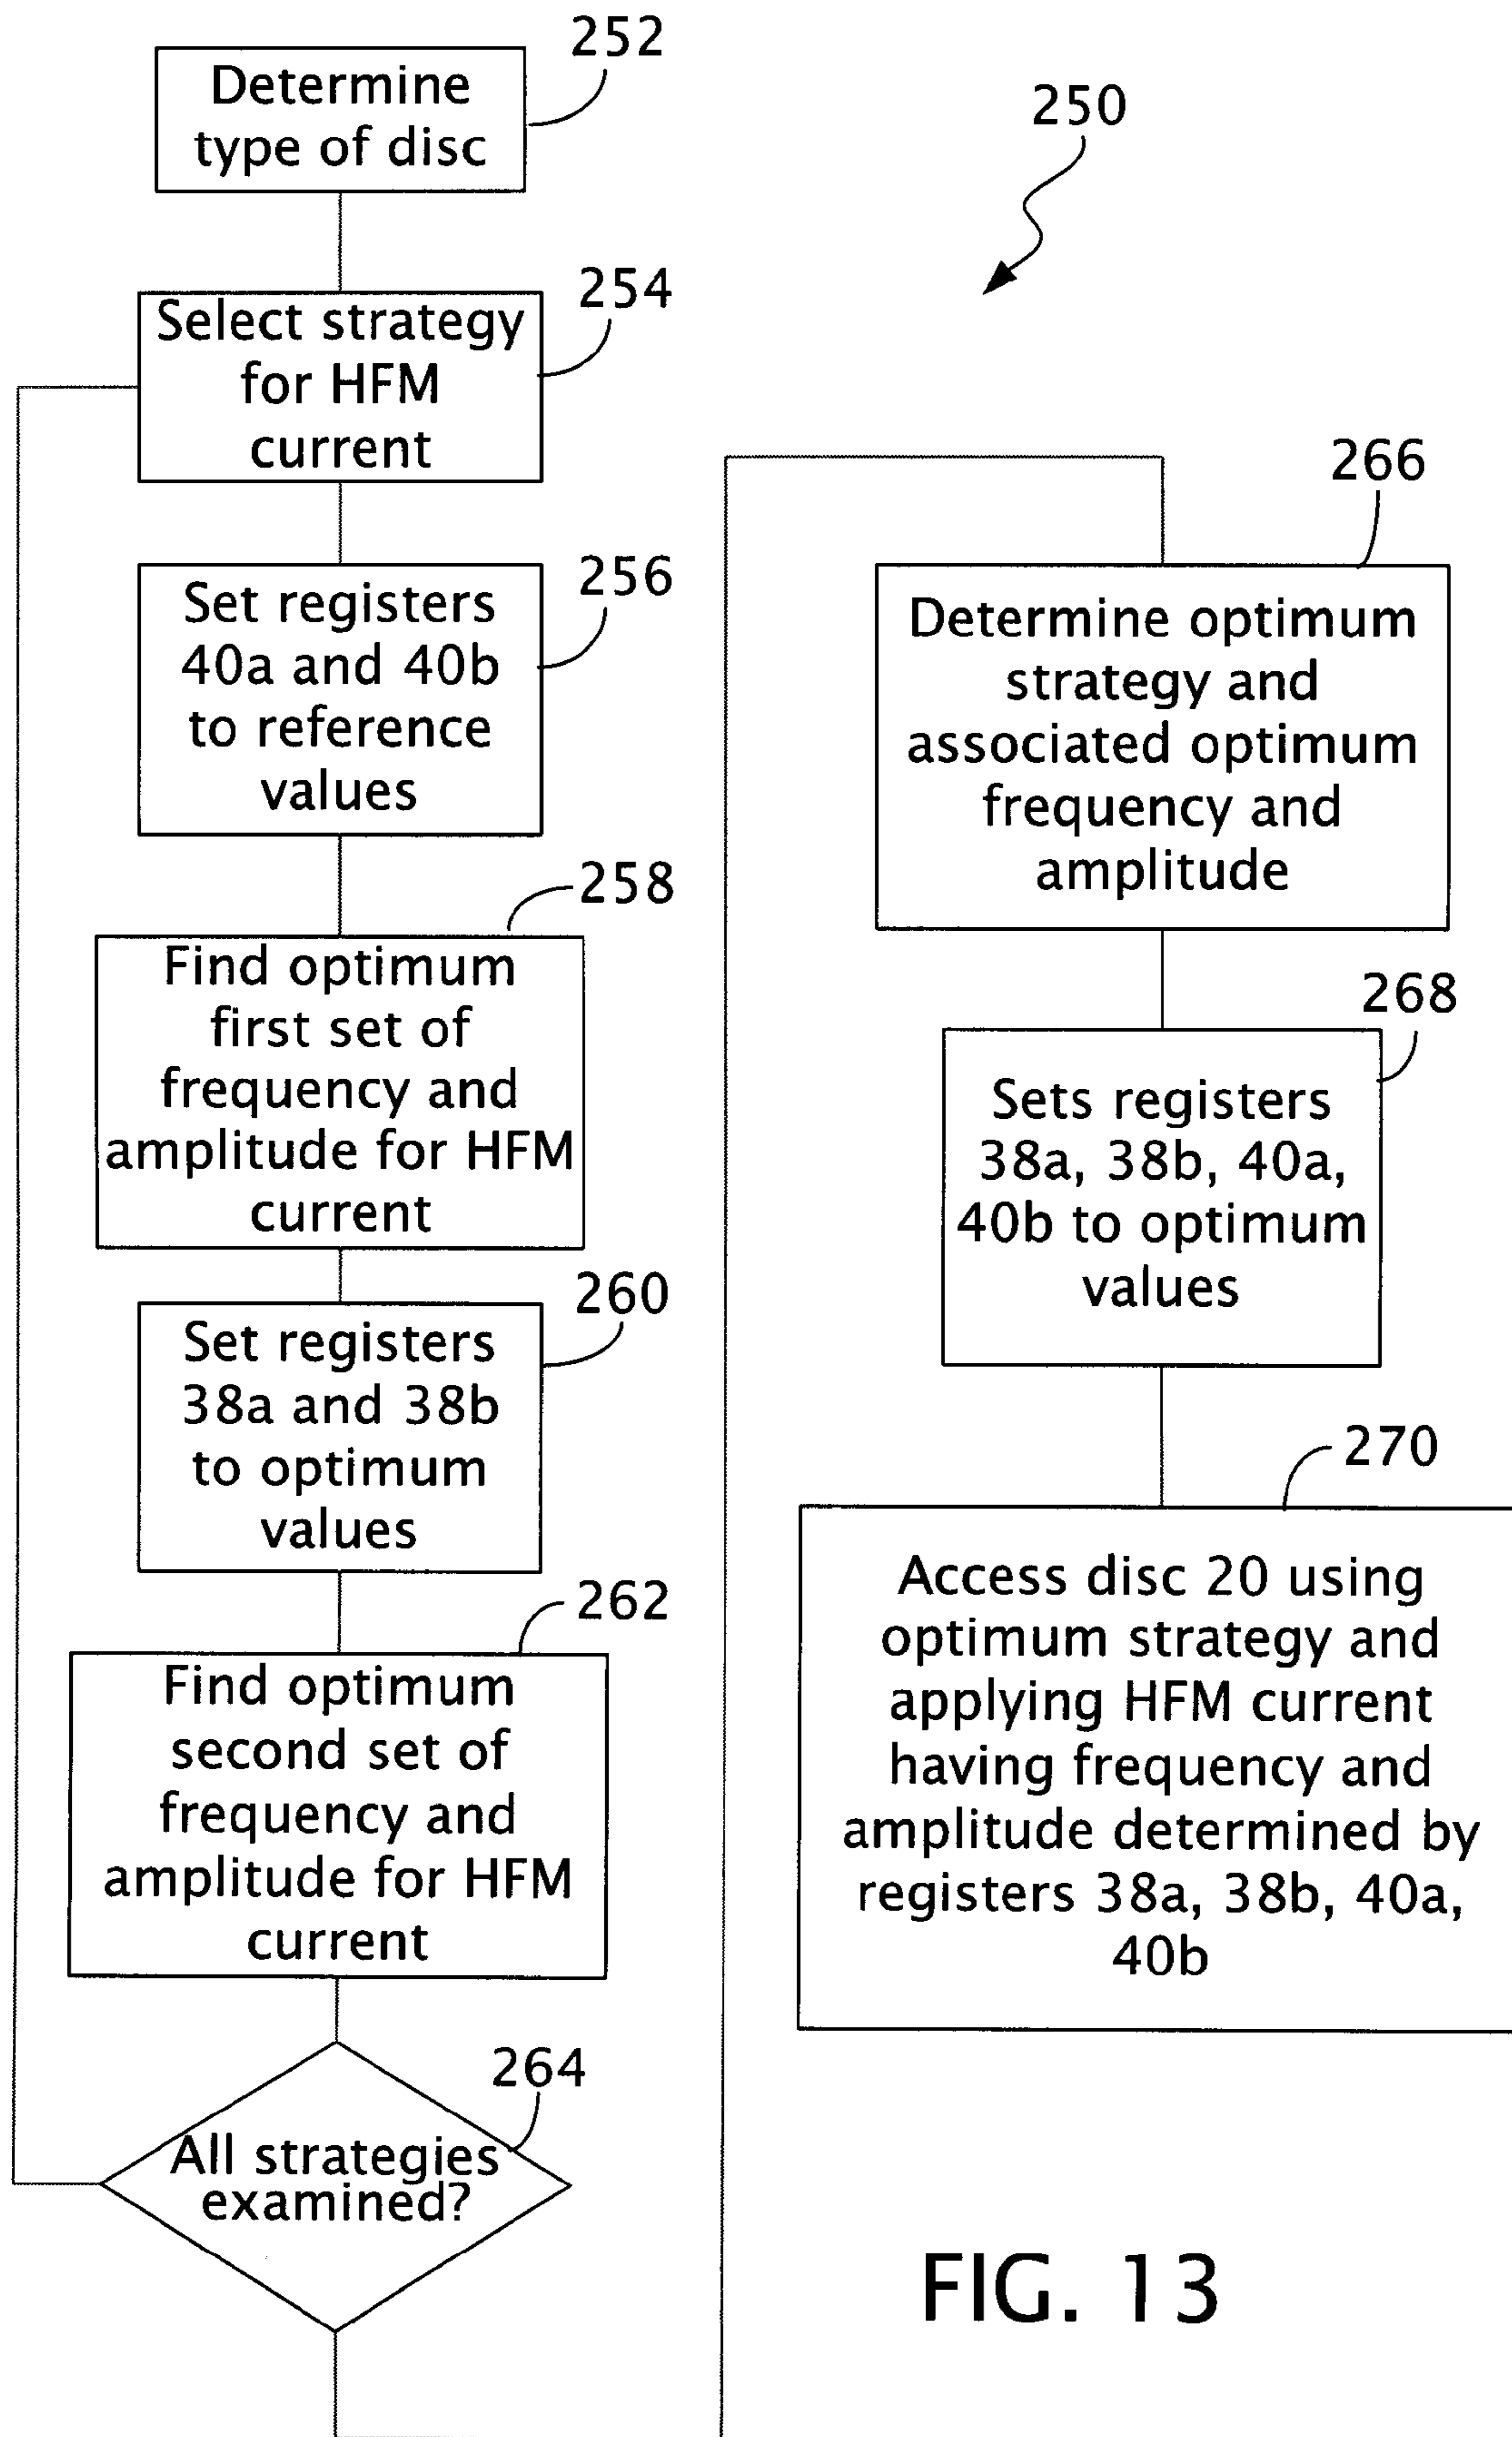 252
Determine
type of disc
250
254
Select strategy
for HFM
current
256
Set registers
40a and 40b
to reference
values
258
Find optimum
first set of
frequency and
amplitude for HFM
current
260
Set registers
38a and 38b
to optimum
values
262
Find optimum
second set of
frequency and
amplitude for HFM
current
264
All strategies
examined?
266
Determine optimum
strategy and
associated optimum
frequency and
amplitude
268
Sets registers
38a, 38b, 40a,
40b to optimum
values
270
Access disc 20 using
optimum strategy and
applying HFM current
having frequency and
amplitude determined by
registers 38a, 38b, 40a,
40b
FIG. 13